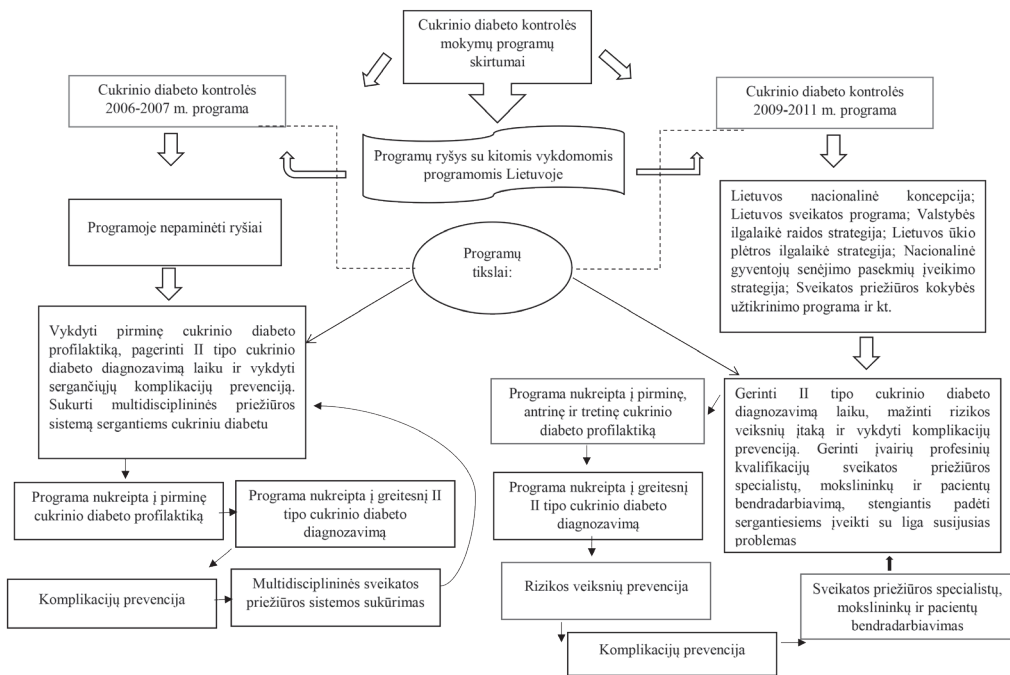 Cukrinio diabeto kontrolės
mokymų programų
skirtumai
Cukrinio diabeto kontrolės
2006-2007 m. programa
Cukrinio diabeto kontrolės
2009-2011 m. programa
Programų ryšys su kitomis vykdomomis
programomis Lietuvoje
Programoje nepaminėti ryšiai
Lietuvos nacionalinė koncepcija;
Lietuvos sveikatos programa; Valstybės
ilgalaikė raidos strategija; Lietuvos ūkio
plėtros ilgalaikė strategija; Nacionalinė
gyventojų senėjimo pasekmių įveikimo
strategija; Sveikatos priežiūros kokybės
užtikrinimo programa ir kt.
Programų
tikslai:
Vykdyti pirminę cukrinio diabeto
profilaktiką, pagerinti II tipo cukrinio
diabeto diagnozavimą laiku ir vykdyti
sergančiųjų komplikacijų prevenciją.
Sukurti multidisciplininės priežiūros
sistemą sergantiems cukriniu diabetu
Programa nukreipta į pirminę
cukrinio diabeto profilaktiką
Programa nukreipta į greitesnį II
tipo cukrinio diabeto
diagnozavimą
Komplikacijų prevencija
Multidisciplininės sveikatos
priežiūros sistemos sukūrimas
Programa nukreipta į pirminę,
antrinę ir tretinę cukrinio
diabeto profilaktiką
Programa nukreipta į greitesnį
II tipo cukrinio diabeto
diagnozavimą
Rizikos veiksnių prevencija
Komplikacijų prevencija
Gerinti II tipo cukrinio diabeto
diagnozavimą laiku, mažinti rizikos
veiksnių įtaką ir vykdyti komplikacijų
prevenciją. Gerinti įvairių profesinių
kvalifikacijų sveikatos priežiūros
specialistų, mokslininkų ir pacientų
bendradarbiavimą, stengiantis padėti
sergantiesiems įveikti su liga susijusias
problemas
Sveikatos priežiūros specialistų,
mokslininkų ir pacientų
bendradarbiavimas